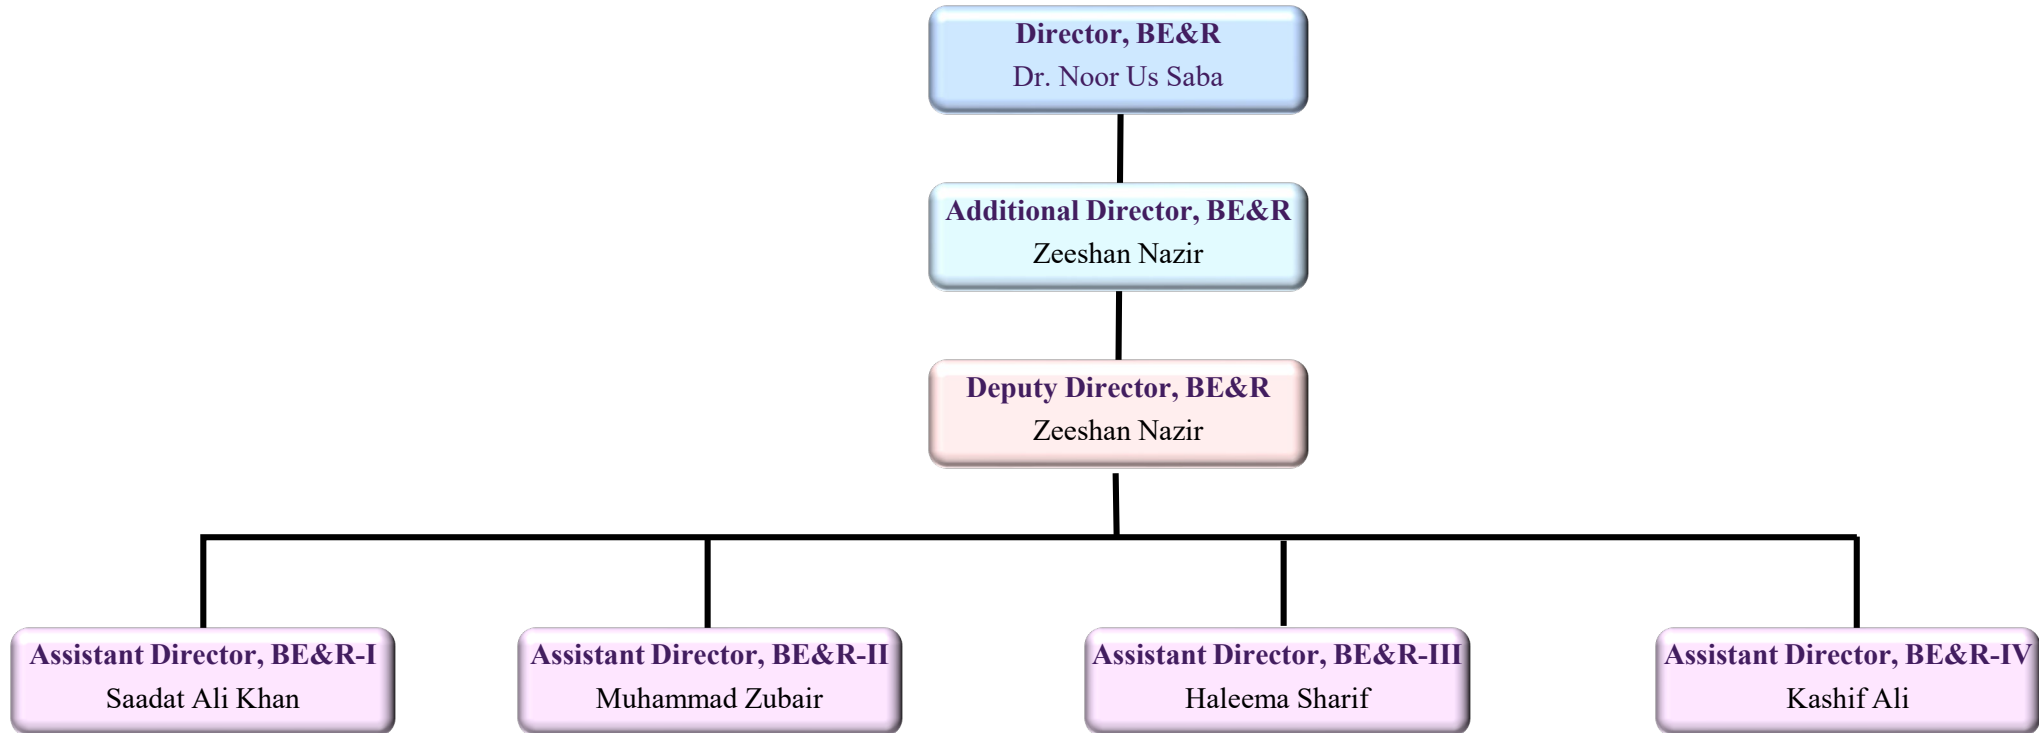 Director, BE&R
Dr. Noor Us Saba
Additional Director, BE&R
Zeeshan Nazir
Deputy Director, BE&R
Zeeshan Nazir
Assistant Director, BE&R-I
Saadat Ali Khan
Assistant Director, BE&R-II
Muhammad Zubair
Assistant Director, BE&R-III
Haleema Sharif
Assistant Director, BE&R-IV
Kashif Ali